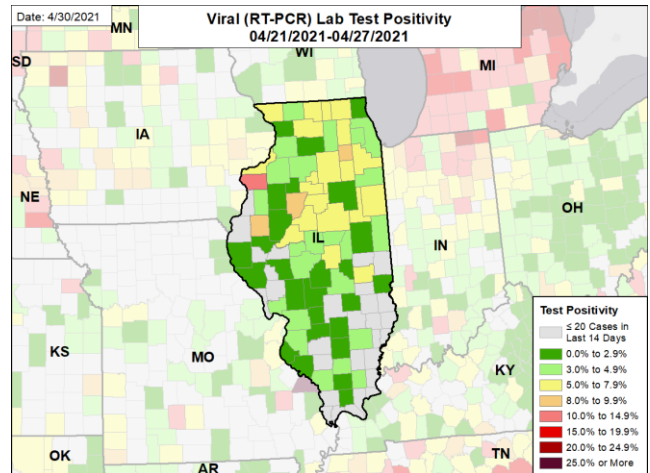 Date: 4/30/2021
Viral (RT-PCR) Lab Test Positivity
04/21/2021-04/27/2021
MN
WI
SD
MI
IA
NE
OH
IL
IN
KS
MO
KY
OK
AR
TN
Test Positivity
≤ 20 Cases in
Last 14 Days
0.0% to 2.9%
3.0% to 4.9%
5.0% to 7.9%
8.0% to 9.9%
10.0% to 14.9%
15.0% to 19.9%
20.0% to 24.9%
25.0% or More